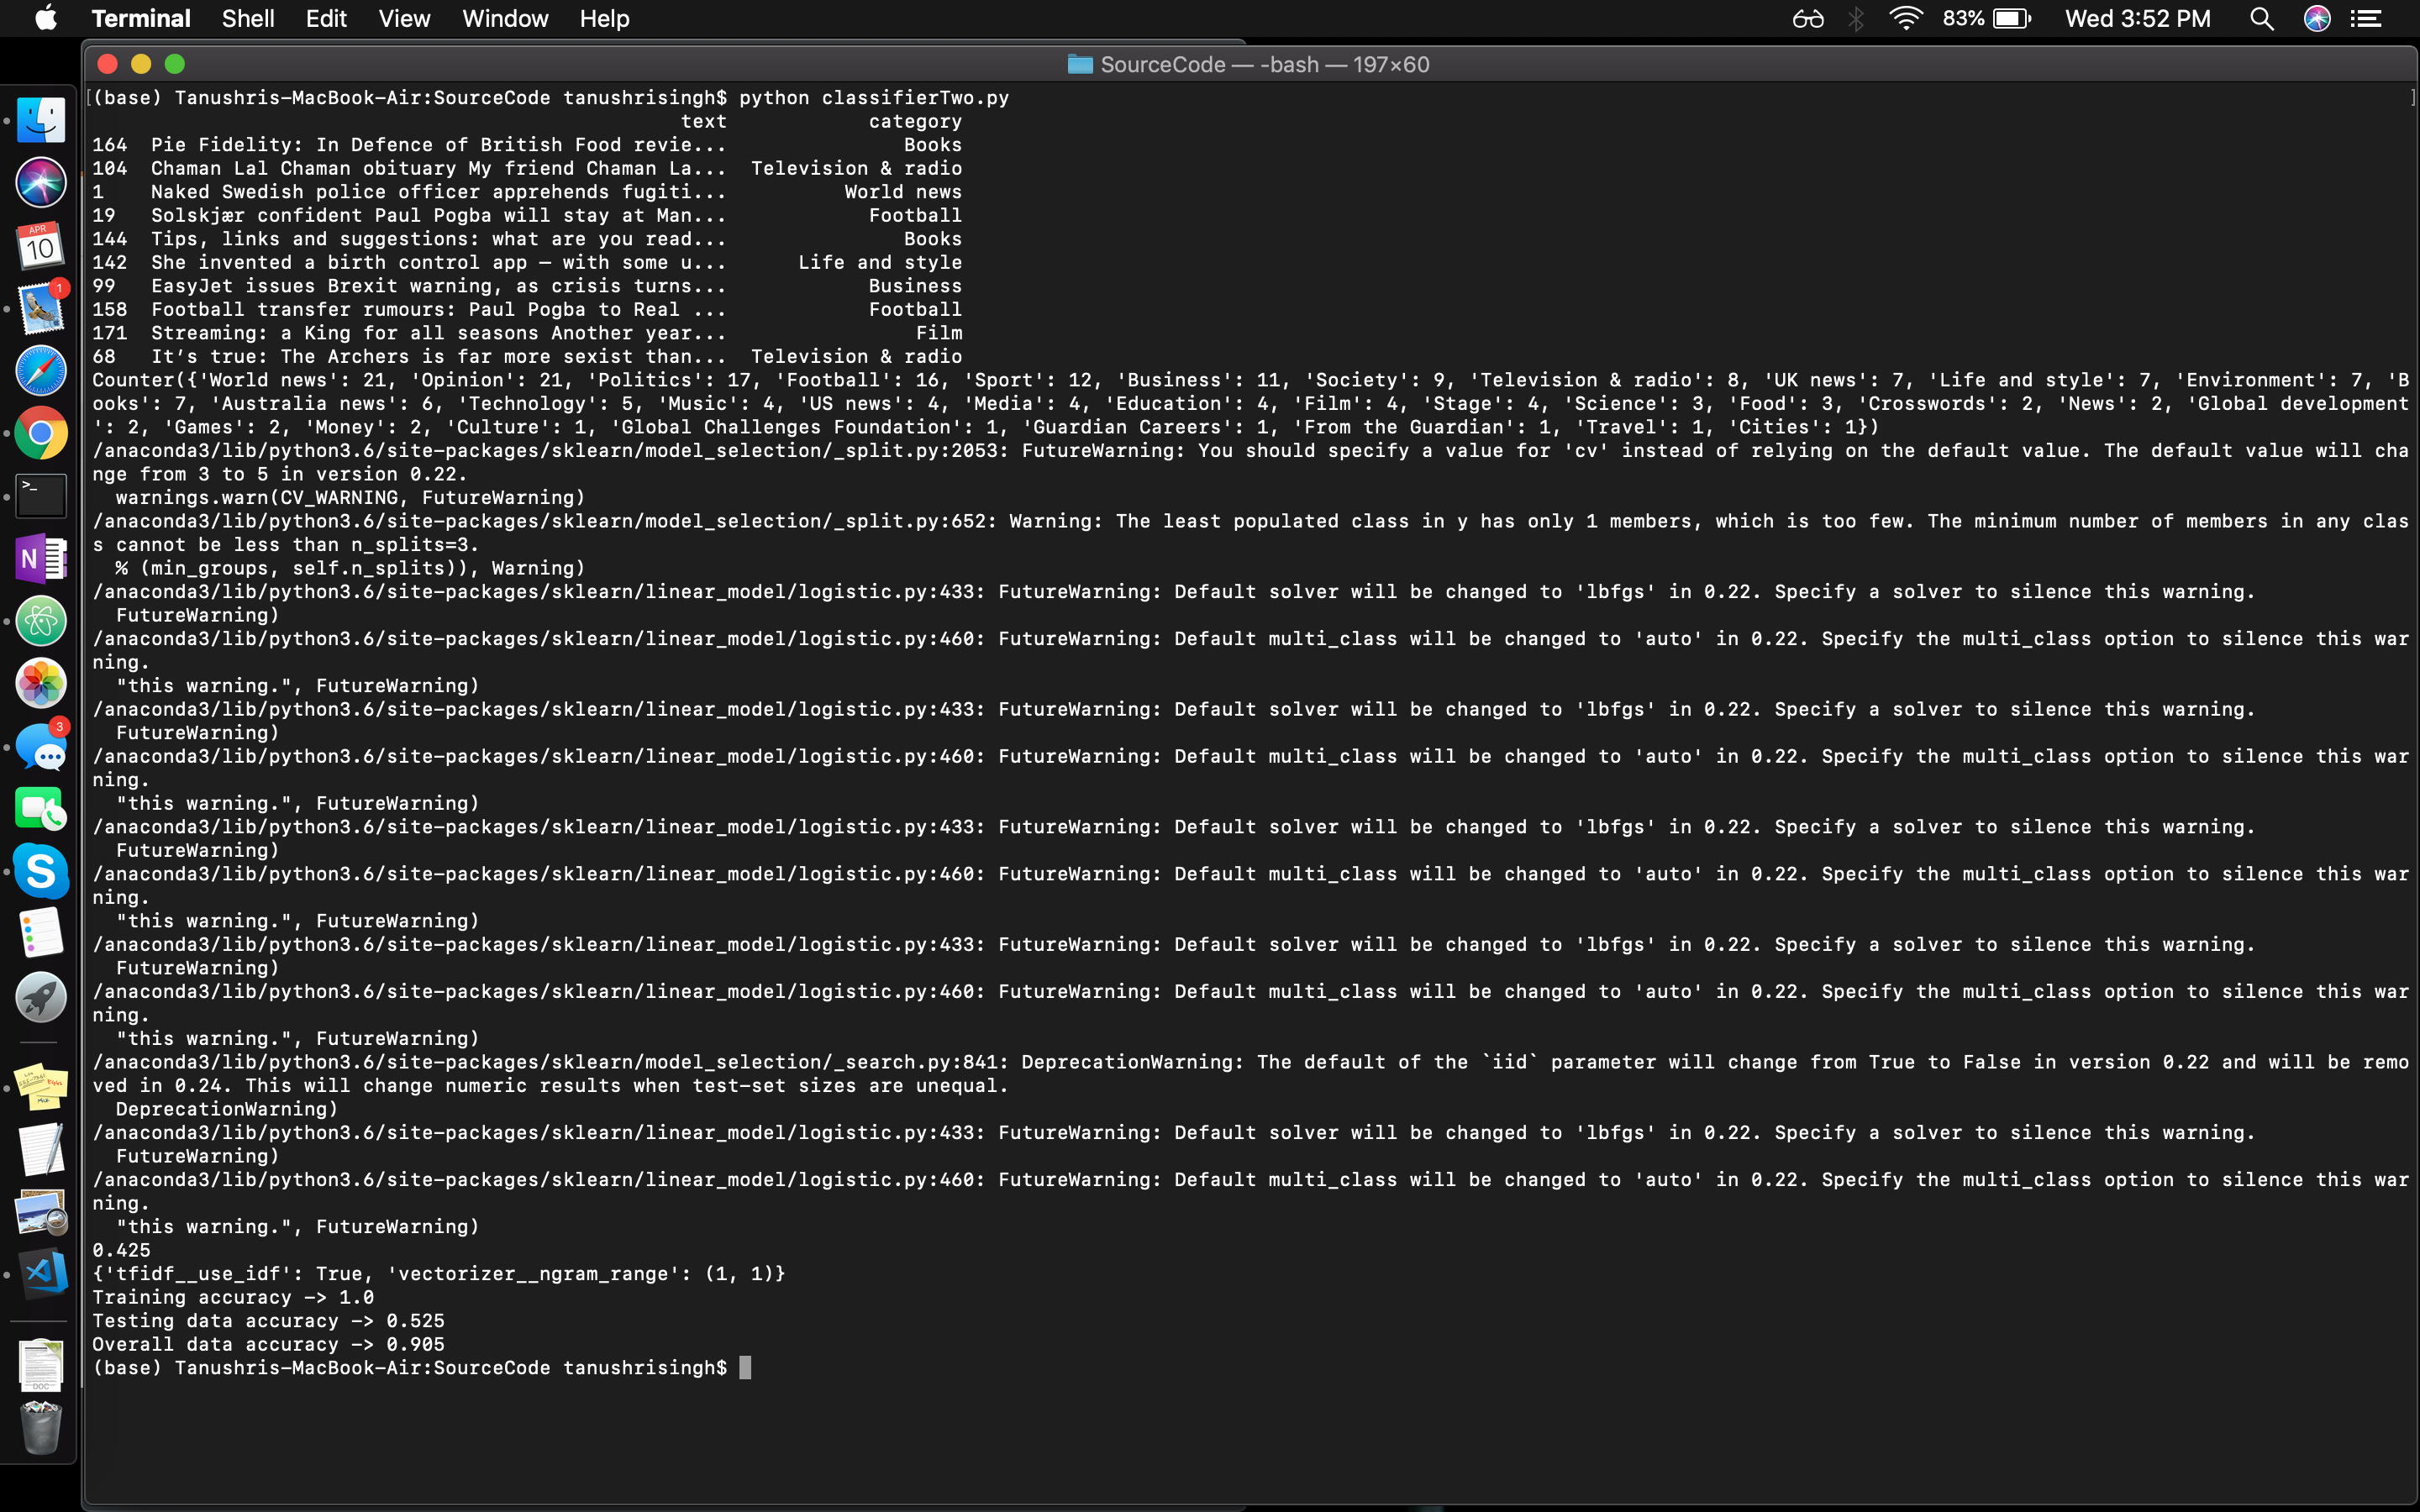 Terminal Shell Edit View Window Help 83% Wed 3:52 PM
SourceCode — -bash — 197×60
(base) Tanushris-MacBook-Air:SourceCode tanushrisingh$ python classifierTwo.py
text category
164 Pie Fidelity: In Defence of British Food revie... Books
104 Chaman Lal Chaman obituary My friend Chaman La... Television & radio
1 Naked Swedish police officer apprehends fugiti... World news
19 Solskjær confident Paul Pogba will stay at Man... Football
144 Tips, links and suggestions: what are you read... Books
142 She invented a birth control app – with some u... Life and style
99 EasyJet issues Brexit warning, as crisis turns... Business
158 Football transfer rumours: Paul Pogba to Real ... Football
171 Streaming: a King for all seasons Another year... Film
68 It’s true: The Archers is far more sexist than... Television & radio
Counter({'World news': 21, 'Opinion': 21, 'Politics': 17, 'Football': 16, 'Sport': 12, 'Business': 11, 'Society': 9, 'Television & radio': 8, 'UK news': 7, 'Life and style': 7, 'Environment': 7, 'B
ooks': 7, 'Australia news': 6, 'Technology': 5, 'Music': 4, 'US news': 4, 'Media': 4, 'Education': 4, 'Film': 4, 'Stage': 4, 'Science': 3, 'Food': 3, 'Crosswords': 2, 'News': 2, 'Global development
': 2, 'Games': 2, 'Money': 2, 'Culture': 1, 'Global Challenges Foundation': 1, 'Guardian Careers': 1, 'From the Guardian': 1, 'Travel': 1, 'Cities': 1})
/anaconda3/lib/python3.6/site-packages/sklearn/model_selection/_split.py:2053: FutureWarning: You should specify a value for 'cv' instead of relying on the default value. The default value will cha
nge from 3 to 5 in version 0.22.
warnings.warn(CV_WARNING, FutureWarning)
/anaconda3/lib/python3.6/site-packages/sklearn/model_selection/_split.py:652: Warning: The least populated class in y has only 1 members, which is too few. The minimum number of members in any clas
s cannot be less than n_splits=3.
% (min_groups, self.n_splits)), Warning)
/anaconda3/lib/python3.6/site-packages/sklearn/linear_model/logistic.py:433: FutureWarning: Default solver will be changed to 'lbfgs' in 0.22. Specify a solver to silence this warning.
FutureWarning)
/anaconda3/lib/python3.6/site-packages/sklearn/linear_model/logistic.py:460: FutureWarning: Default multi_class will be changed to 'auto' in 0.22. Specify the multi_class option to silence this war
ning.
"this warning.", FutureWarning)
/anaconda3/lib/python3.6/site-packages/sklearn/linear_model/logistic.py:433: FutureWarning: Default solver will be changed to 'lbfgs' in 0.22. Specify a solver to silence this warning.
FutureWarning)
/anaconda3/lib/python3.6/site-packages/sklearn/linear_model/logistic.py:460: FutureWarning: Default multi_class will be changed to 'auto' in 0.22. Specify the multi_class option to silence this war
ning.
"this warning.", FutureWarning)
/anaconda3/lib/python3.6/site-packages/sklearn/linear_model/logistic.py:433: FutureWarning: Default solver will be changed to 'lbfgs' in 0.22. Specify a solver to silence this warning.
FutureWarning)
/anaconda3/lib/python3.6/site-packages/sklearn/linear_model/logistic.py:460: FutureWarning: Default multi_class will be changed to 'auto' in 0.22. Specify the multi_class option to silence this war
ning.
"this warning.", FutureWarning)
/anaconda3/lib/python3.6/site-packages/sklearn/linear_model/logistic.py:433: FutureWarning: Default solver will be changed to 'lbfgs' in 0.22. Specify a solver to silence this warning.
FutureWarning)
/anaconda3/lib/python3.6/site-packages/sklearn/linear_model/logistic.py:460: FutureWarning: Default multi_class will be changed to 'auto' in 0.22. Specify the multi_class option to silence this war
ning.
"this warning.", FutureWarning)
/anaconda3/lib/python3.6/site-packages/sklearn/model_selection/_search.py:841: DeprecationWarning: The default of the `iid` parameter will change from True to False in version 0.22 and will be remo
ved in 0.24. This will change numeric results when test-set sizes are unequal.
DeprecationWarning)
/anaconda3/lib/python3.6/site-packages/sklearn/linear_model/logistic.py:433: FutureWarning: Default solver will be changed to 'lbfgs' in 0.22. Specify a solver to silence this warning.
FutureWarning)
/anaconda3/lib/python3.6/site-packages/sklearn/linear_model/logistic.py:460: FutureWarning: Default multi_class will be changed to 'auto' in 0.22. Specify the multi_class option to silence this war
ning.
"this warning.", FutureWarning)
0.425
{'tfidf__use_idf': True, 'vectorizer__ngram_range': (1, 1)}
Training accuracy -> 1.0
Testing data accuracy -> 0.525
Overall data accuracy -> 0.905
(base) Tanushris-MacBook-Air:SourceCode tanushrisingh$
APR
10
1
N
3
S
DOC